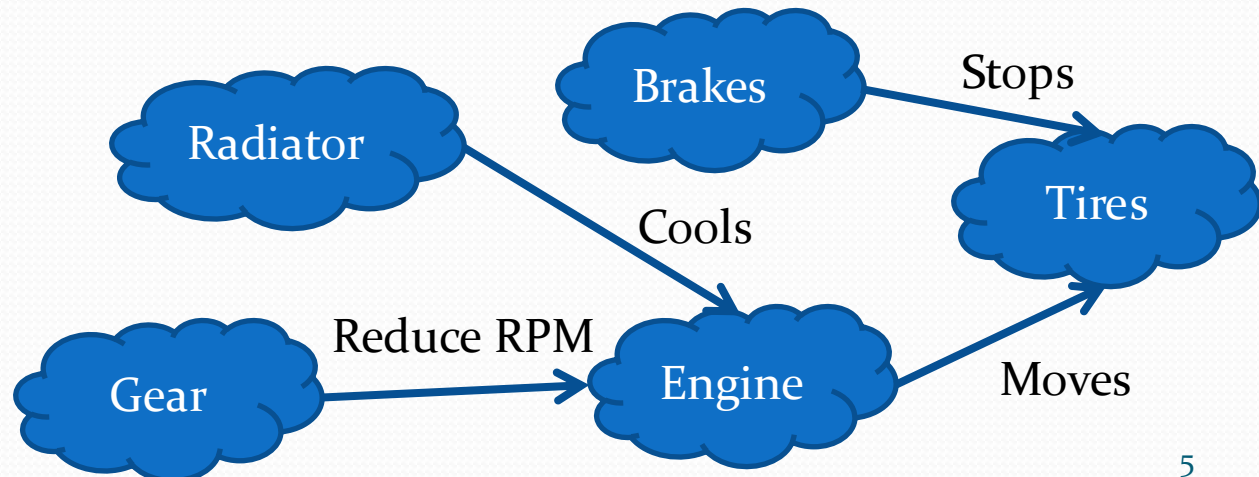 Brakes
Stops
Radiator
Tires
Cools
Reduce RPM
Gear
Engine
Moves
5